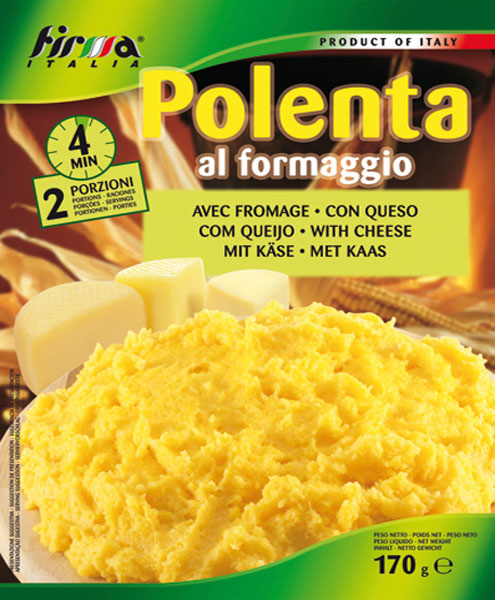 firma®
ITALIA
PRODUCT OF ITALY
Polenta
al formaggio
4
MIN
2 PORZIONI
PORTIONS - RACIONES
PORÇÕES - SERVINGS
PORTIONEN - PORTIES
AVEC FROMAGE • CON QUESO
COM QUEIJO • WITH CHEESE
MIT KÄSE • MET KAAS
PESO NETTO - POIDS NET - PESO NETO
PESO LIQUIDO - NET WEIGHT
INHALT - NETTO GEWICHT
170 g ℮